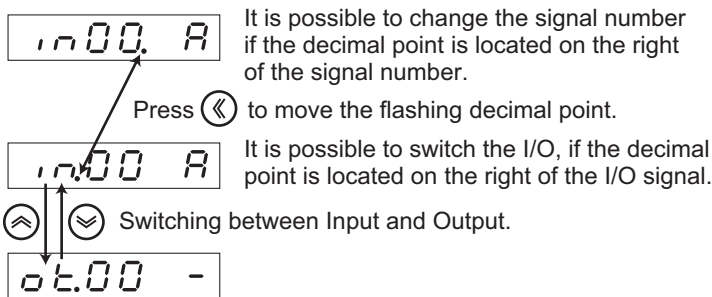 in00. A
It is possible to change the signal number
if the decimal point is located on the right
of the signal number.
Press to move the flashing decimal point.
in.00 A
It is possible to switch the I/O, if the decimal
point is located on the right of the I/O signal.
Switching between Input and Output.
ot.00 -